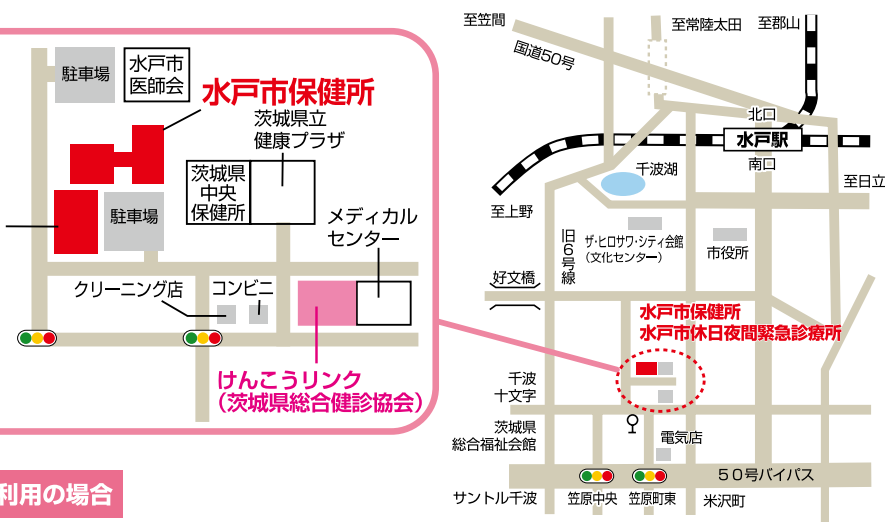 駐車場
水戸市
医師会
水戸市保健所
茨城県立
健康プラザ
茨城県
中央
保健所
駐車場
メディカル
センター
クリーニング店
コンビニ
けんこうリンク
（茨城県総合健診協会）
利用の場合
至笠間
国道50号
至常陸太田
至郡山
北口
水戸駅
南口
千波湖
至日立
至上野
旧6号線
ザ・ヒロサワ・シティ会館
（文化センター）
市役所
好文橋
水戸市保健所
水戸市休日夜間緊急診療所
千波
十文字
茨城県
総合福祉会館
電気店
５０号バイパス
サントル千波
笠原中央
笠原町東
米沢町